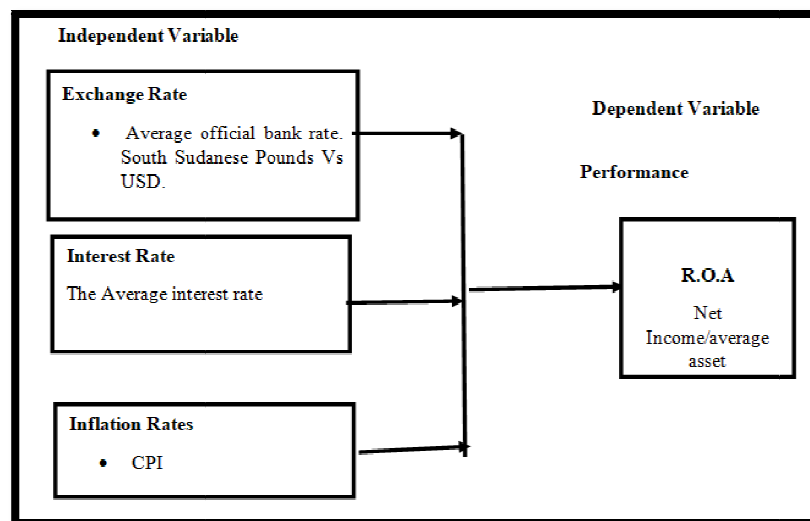 Independent Variable
Exchange Rate
• Average official bank rate.
South Sudanese Pounds Vs
USD.
Interest Rate
The Average interest rate
Inflation Rates
• CPI
Dependent Variable
Performance
R.O.A
Net
Income/average
asset